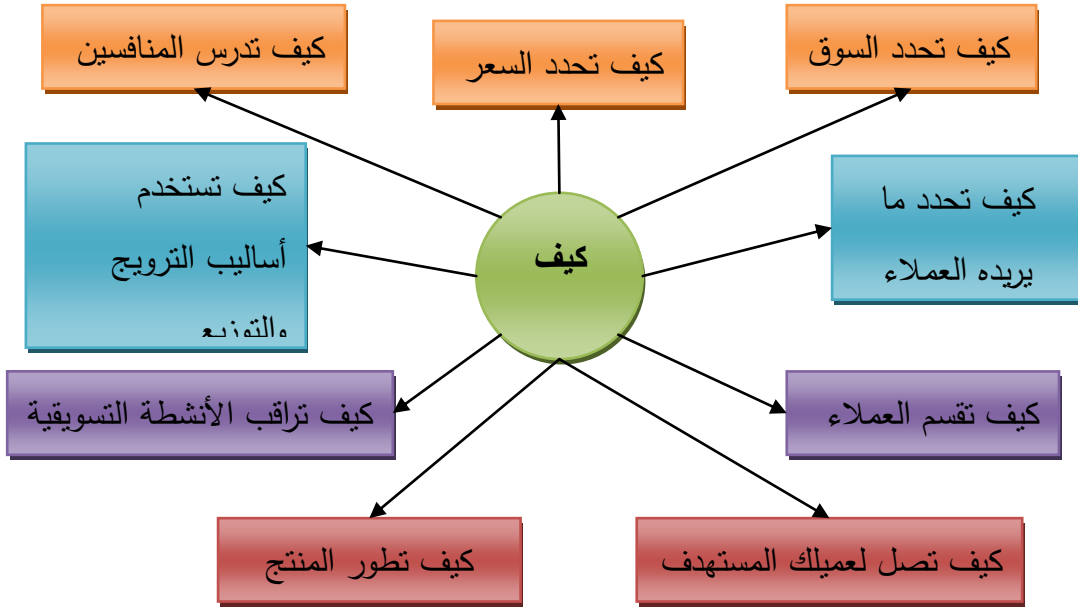 كيف تحدد السوق
كيف تحدد السعر
كيف تدرس المنافسين
كيف تحدد ما
يريده العملاء
كيف
كيف تستخدم
أساليب الترويج
والتوزيع
كيف تقسم العملاء
كيف تراقب الأنشطة التسويقية
كيف تصل لعميلك المستهدف
كيف تطور المنتج